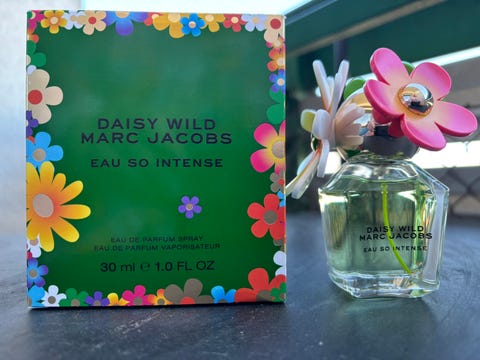 DAISY WILD
MARC JACOBS
EAU SO INTENSE
EAU DE PARFUM SPRAY
EAU DE PARFUM VAPORISATEUR
30 ml ℮ 1.0 FL OZ
DAISY WILD
MARC JACOBS
EAU SO INTENSE